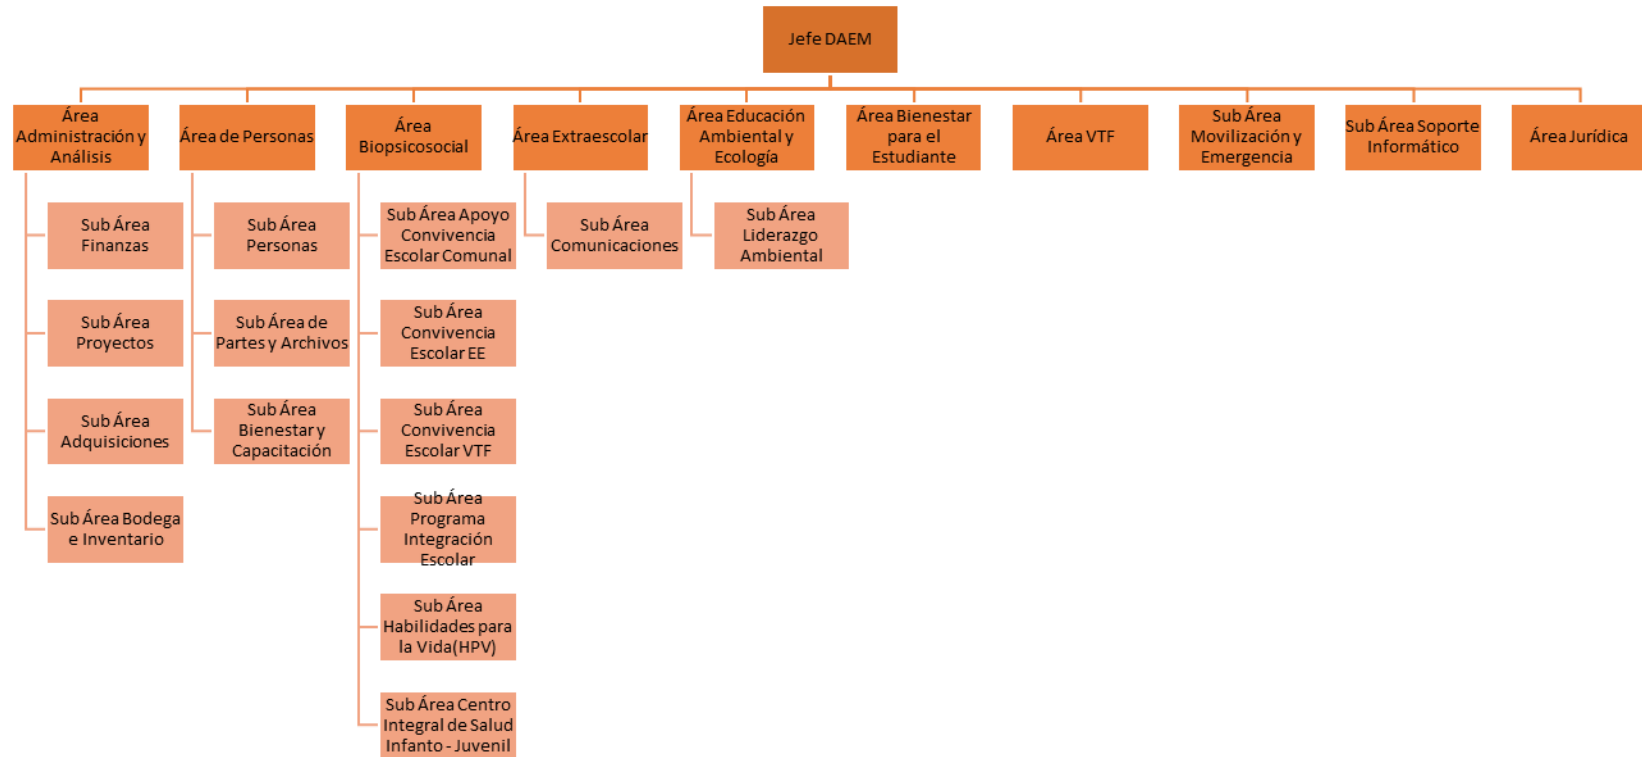 Jefe DAEM
Área
Administración y
Análisis
Área de Personas
Área
Biopsicosocial
Área Extraescolar
Área Educación
Ambiental y
Ecología
Área Bienestar
para el
Estudiante
Área VTF
Sub Área
Movilización y
Emergencia
Sub Área Soporte
Informático
Área Jurídica
Sub Área
Finanzas
Sub Área
Personas
Sub Área Apoyo
Convivencia
Escolar Comunal
Sub Área
Comunicaciones
Sub Área
Liderazgo
Ambiental
Sub Área
Proyectos
Sub Área de
Partes y Archivos
Sub Área
Convivencia
Escolar EE
Sub Área
Adquisiciones
Sub Área
Bienestar y
Capacitación
Sub Área
Convivencia
Escolar VTF
Sub Área Bodega
e Inventario
Sub Área
Programa
Integración
Escolar
Sub Área
Habilidades para
la Vida(HPV)
Sub Área Centro
Integral de Salud
Infanto - Juvenil